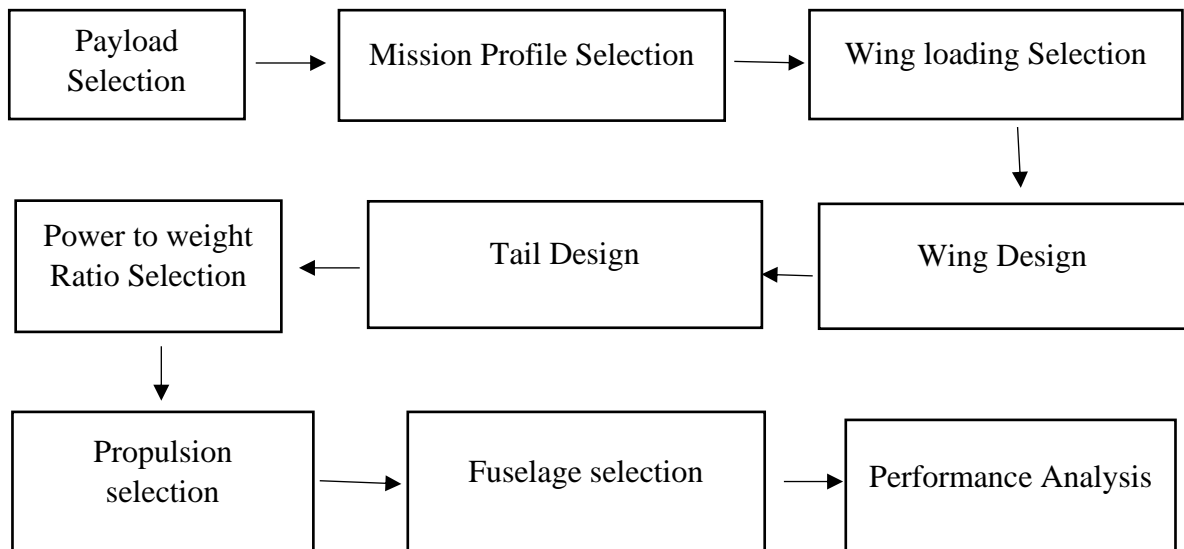 Payload
Selection
Mission Profile Selection
Wing loading Selection
Power to weight
Ratio Selection
Tail Design
Wing Design
Propulsion
selection
Fuselage selection
Performance Analysis